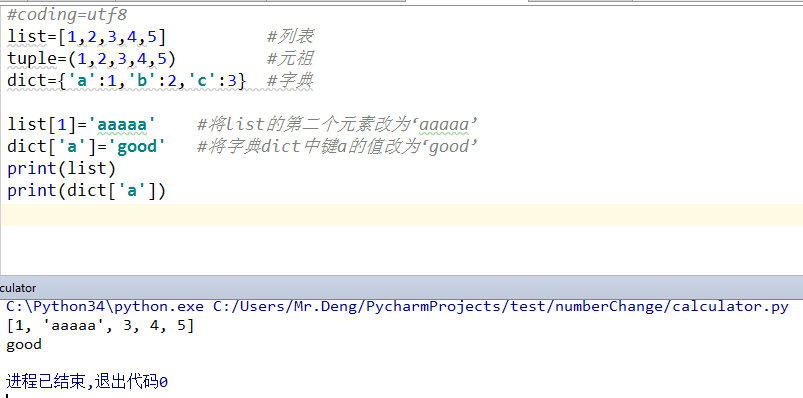 #coding=utf8
list=[1,2,3,4,5]          #列表
tuple=(1,2,3,4,5)         #元祖
dict={'a':1,'b':2,'c':3}  #字典
list[1]='aaaaa'    #将list的第二个元素改为‘aaaaa’
dict['a']='good'   #将字典dict中键a的值改为‘good’
print(list)
print(dict['a'])
culator
C:\Python34\python.exe C:/Users/Mr.Deng/PycharmProjects/test/numberChange/calculator.py
[1, 'aaaaa', 3, 4, 5]
good
进程已结束,退出代码0